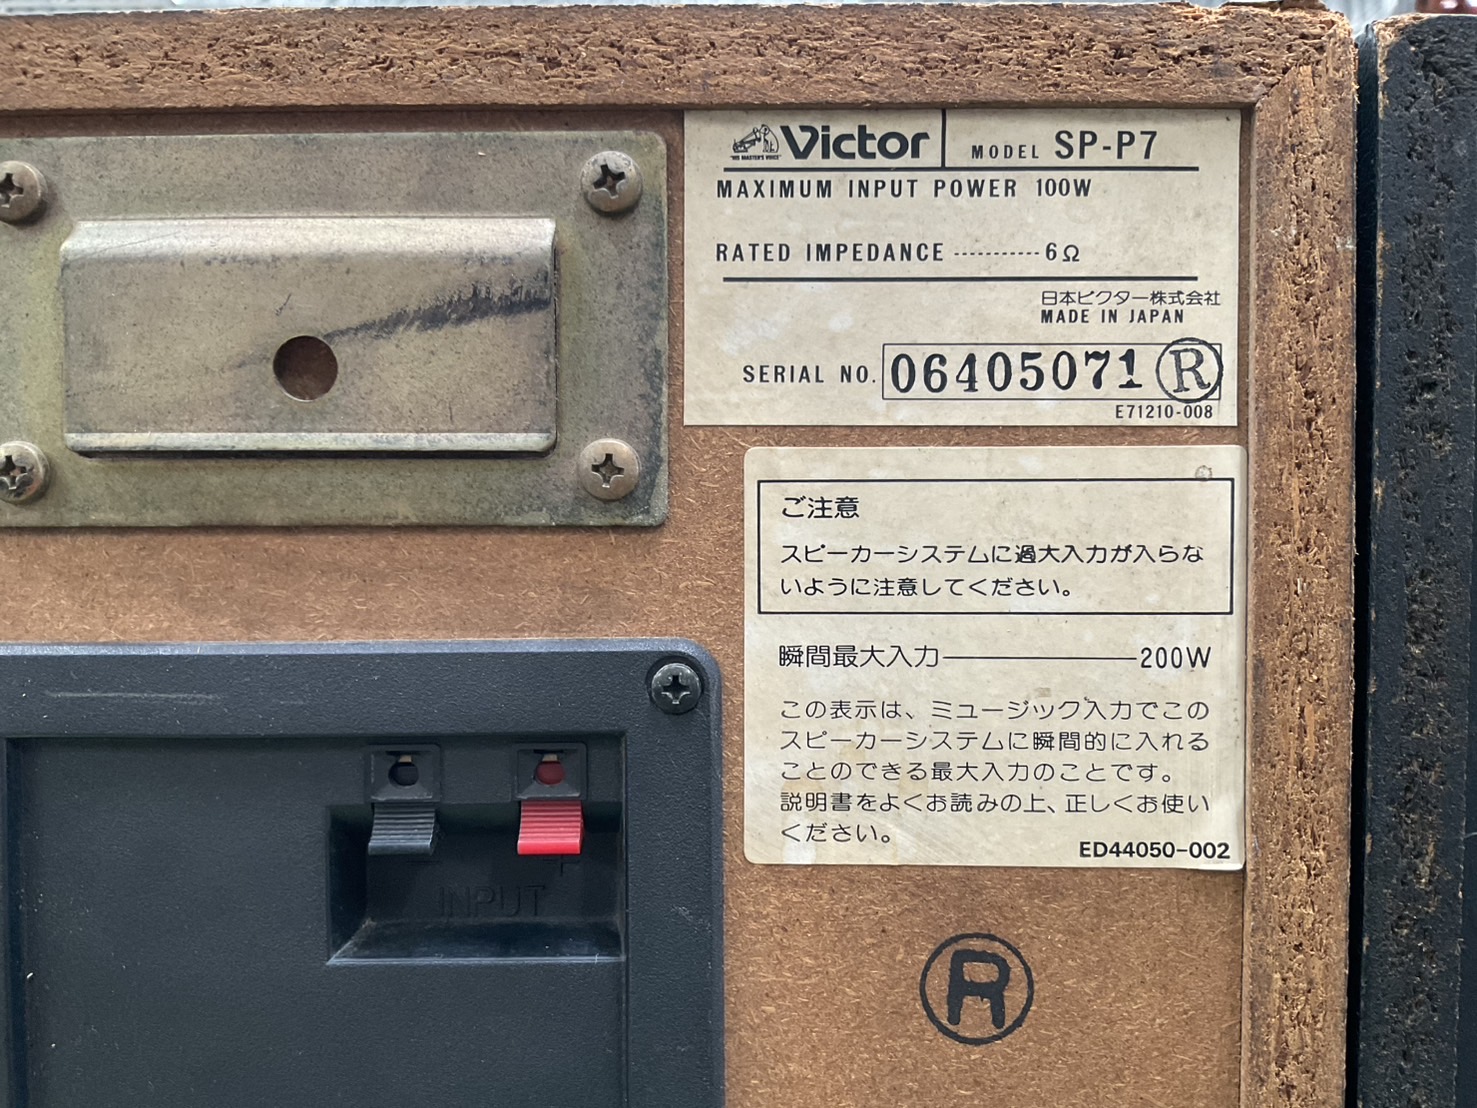 "HIS MASTER'S VOICE"
Victor
MODEL SP-P7
MAXIMUM INPUT POWER 100W
RATED IMPEDANCE -----------6Ω
日本ビクター株式会社
MADE IN JAPAN
SERIAL NO. 06405071 R
E71210-008
ご注意
スピーカーシステムに過大入力が入らな
いように注意してください。
瞬間最大入力————200W
この表示は、ミュージック入力でこの
スピーカーシステムに瞬間的に入れる
ことのできる最大入力のことです。
説明書をよくお読みの上、正しくお使い
ください。
ED44050-002
+
INPUT
R